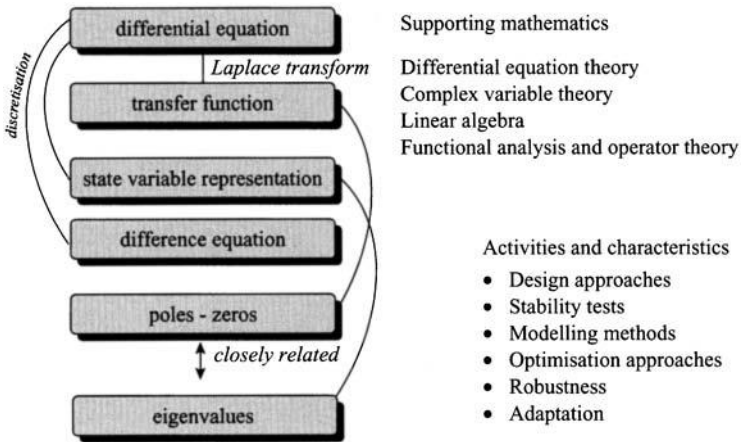 differential equation
Laplace transform
discretisation
transfer function
state variable representation
difference equation
poles - zeros
closely related
eigenvalues
Supporting mathematics
Differential equation theory
Complex variable theory
Linear algebra
Functional analysis and operator theory
Activities and characteristics
• Design approaches
• Stability tests
• Modelling methods
• Optimisation approaches
• Robustness
• Adaptation